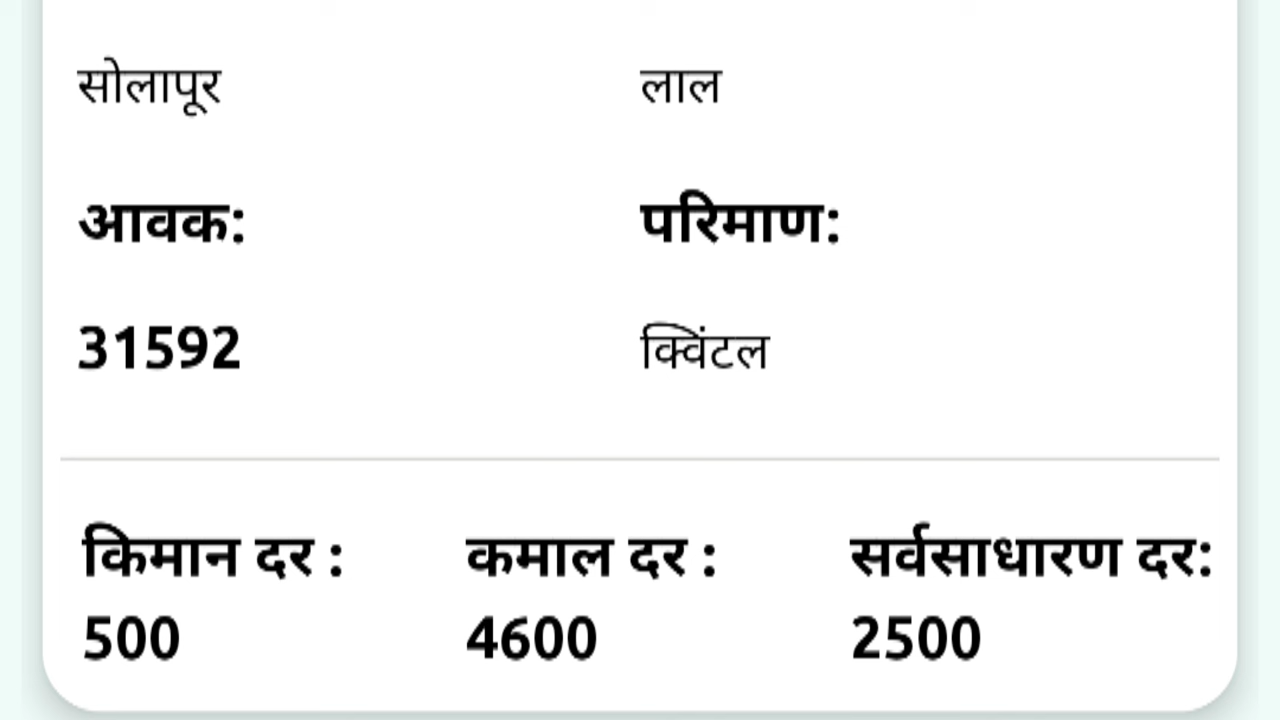 सोलापूर लाल
आवक: परिमाण:
31592 क्विंटल
किमान दर : कमाल दर : सर्वसाधारण दर:
500 4600 2500